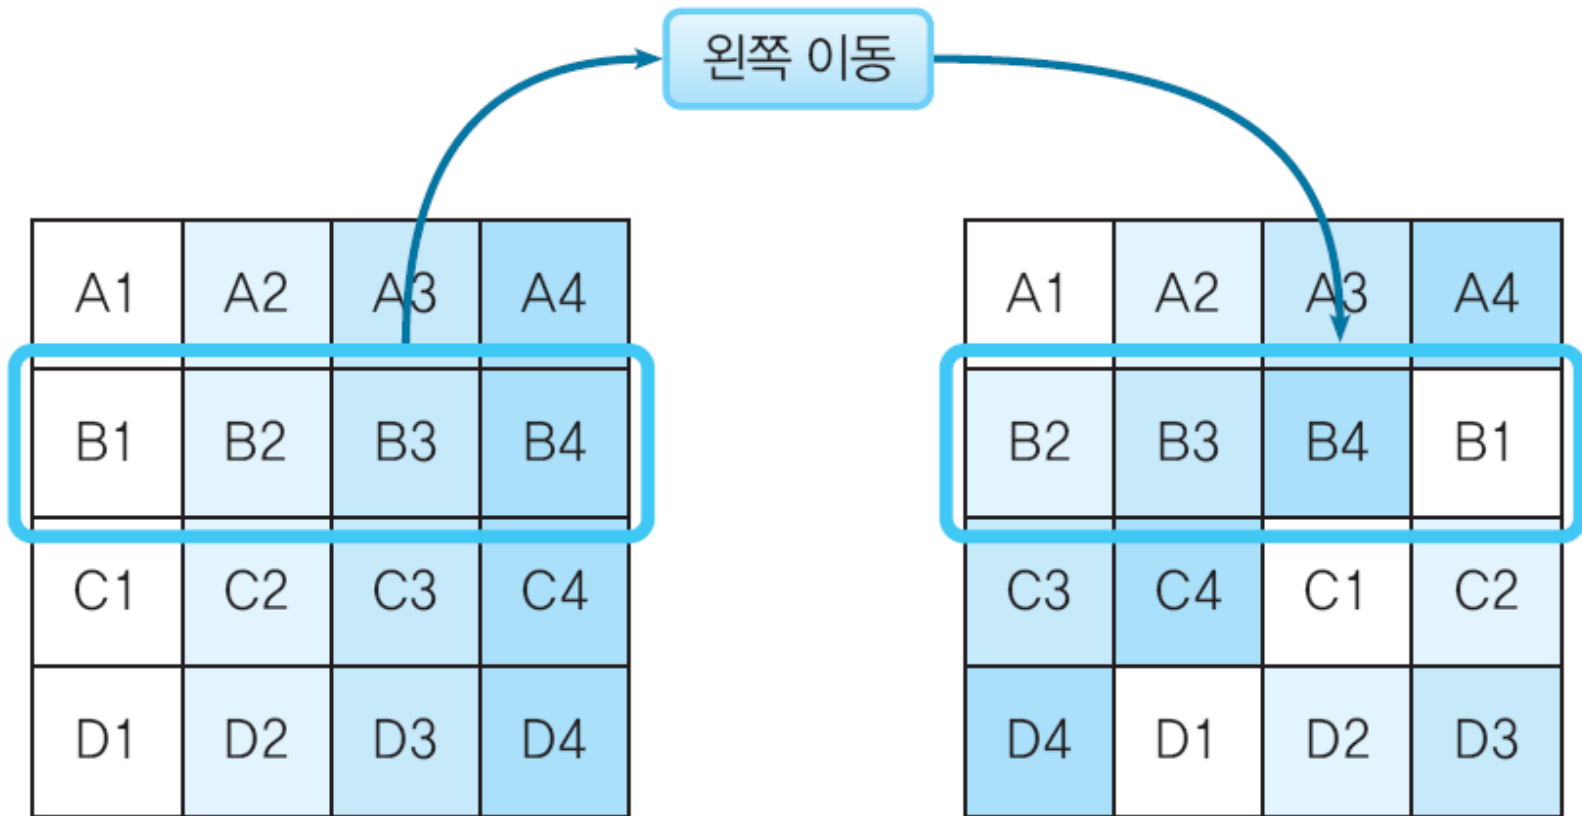 왼쪽 이동
A1 A2 A3 A4
B1 B2 B3 B4
C1 C2 C3 C4
D1 D2 D3 D4
A1 A2 A3 A4
B2 B3 B4 B1
C3 C4 C1 C2
D4 D1 D2 D3